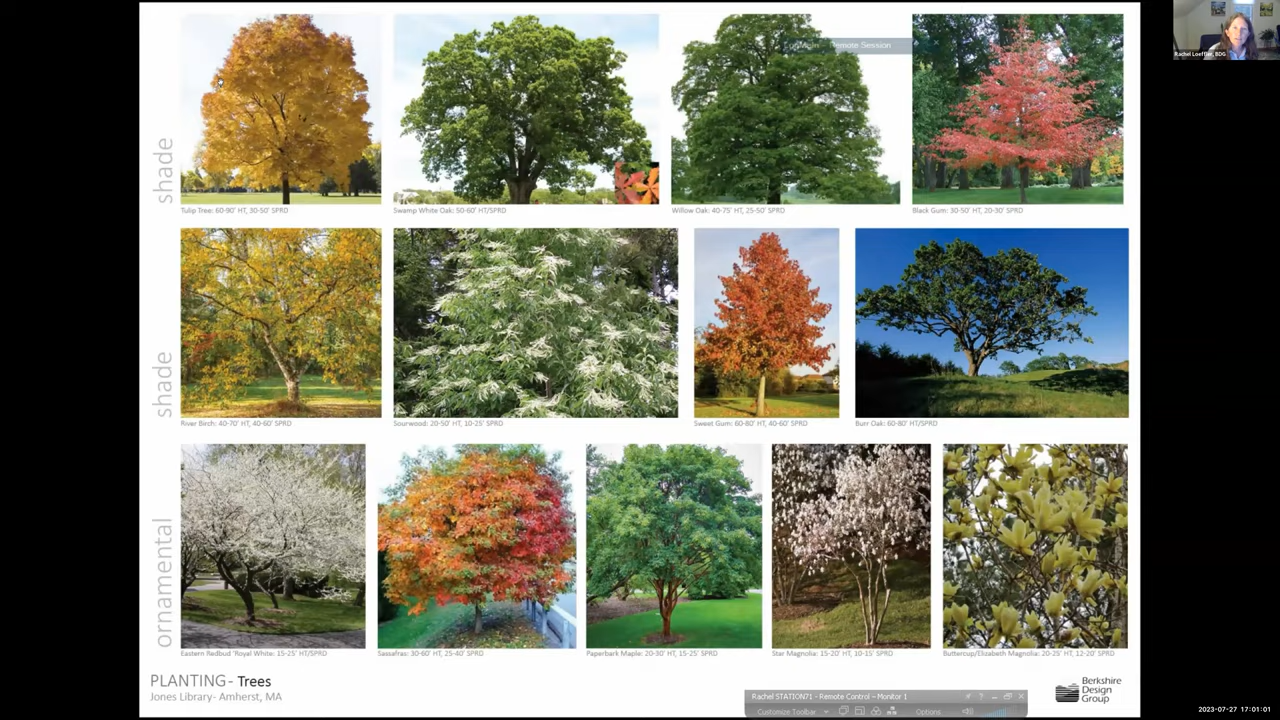 LogMeIn - Remote Session
Rachel Loeffler, BDG
shade
Tulip Tree: 60-90' HT, 30-50' SPRD
Swamp White Oak: 50-60' HT/SPRD
Willow Oak: 40-75' HT, 25-50' SPRD
Black Gum: 30-50' HT, 20-30' SPRD
shade
River Birch: 40-70' HT, 40-60' SPRD
Sourwood: 20-50' HT, 10-25' SPRD
Sweet Gum: 60-80' HT, 40-60' SPRD
Burr Oak: 60-80' HT/SPRD
ornamental
Eastern Redbud 'Royal White: 15-25' HT/SPRD
Sassafras: 30-60' HT, 25-40' SPRD
Paperbark Maple: 20-30' HT, 15-25' SPRD
Star Magnolia: 15-20' HT, 10-15' SPRD
Buttercup/Elizabeth Magnolia: 20-25' HT, 12-20' SPRD
PLANTING- Trees
Jones Library- Amherst, MA
Rachel STATION71 - Remote Control - Monitor 1
Customize Toolbar
Options
Berkshire
Design
Group
2023-07-27 17:01:01